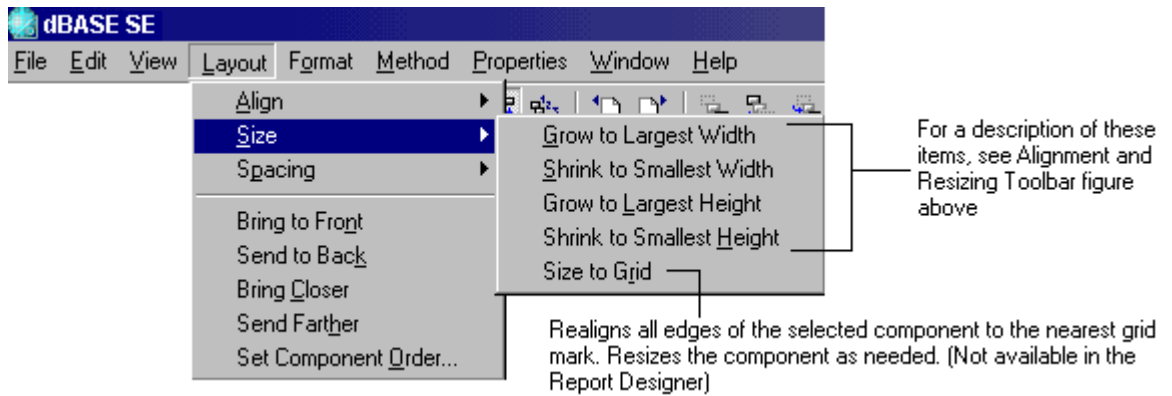 dBASE SE
File Edit View Layout Format Method Properties Window Help
Align
Size
Spacing
Bring to Front
Send to Back
Bring Closer
Send Farther
Set Component Order...
Grow to Largest Width
Shrink to Smallest Width
Grow to Largest Height
Shrink to Smallest Height
Size to Grid
For a description of these
items, see Alignment and
Resizing Toolbar figure
above
Realigns all edges of the selected component to the nearest grid
mark. Resizes the component as needed. (Not available in the
Report Designer)